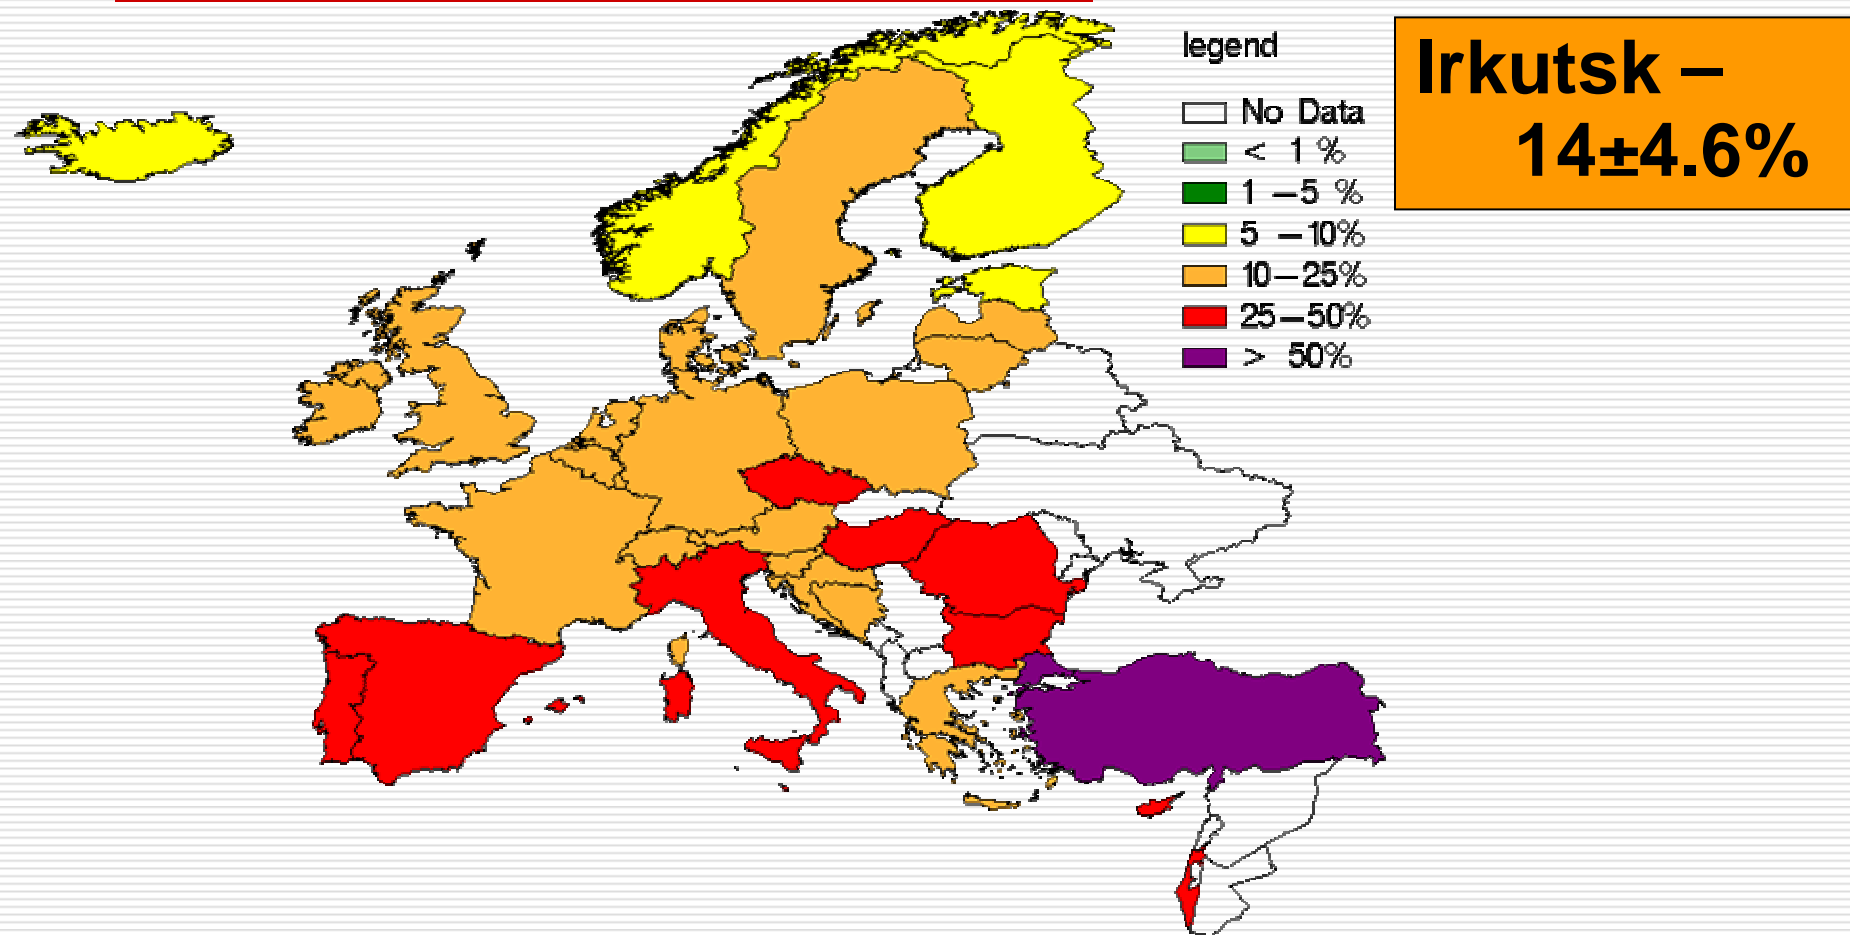 legend
No Data
< 1 %
1 –5 %
5 –10%
10–25%
25–50%
> 50%
Irkutsk –
14±4.6%